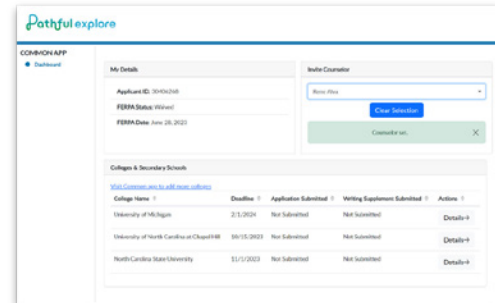 Pathful explore
COMMON APP
Dashboard
My Details
Applicant ID:
FERPA Status: Waived
FERPA Date: June 28, 2023
Invite Counselor
Clear Selection
Counselor set.
Colleges & Secondary Schools
Visit Common app to add more colleges
College Name Deadline Application Submitted Writing Supplement Submitted Actions
University of Michigan 2/1/2024 Not Submitted Not Submitted Details
University of North Carolina at Chapel Hill 10/15/2023 Not Submitted Not Submitted Details
North Carolina State University 11/1/2023 Not Submitted Not Submitted Details